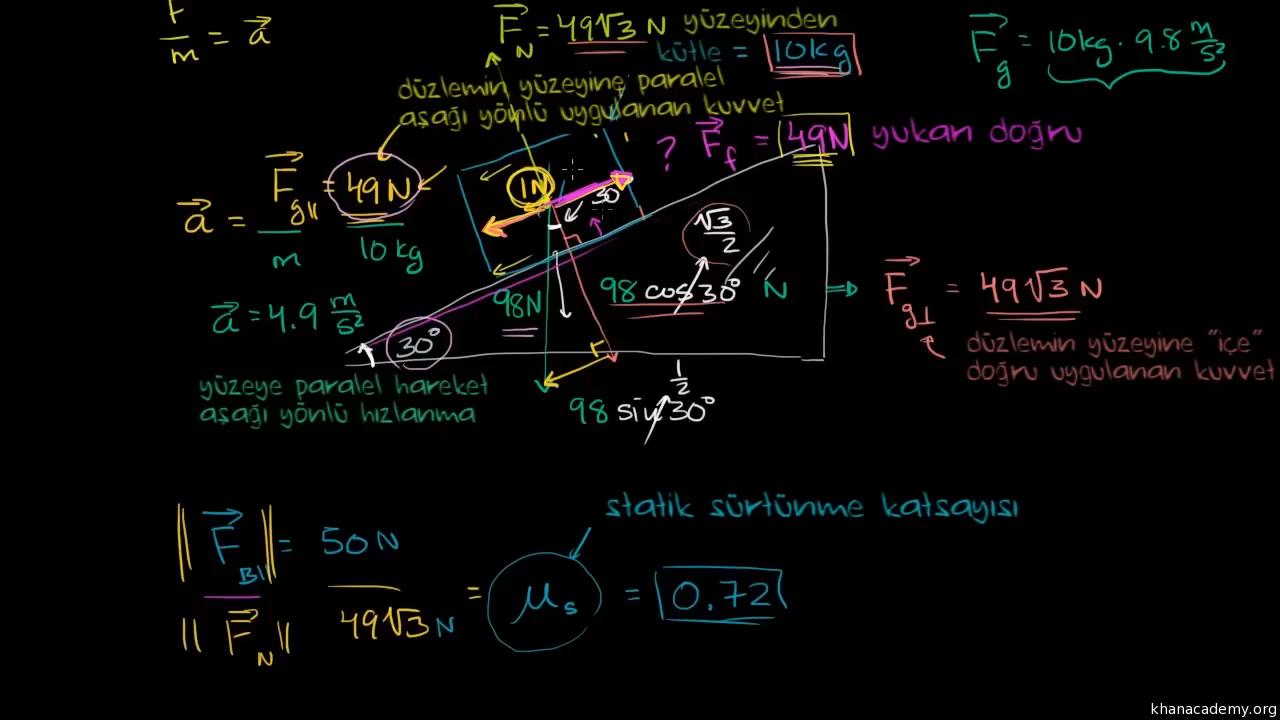 F/m = a
F_N = 49√3 N yüzeyinden
kütle = 10kg
F_g = 10kg · 9.8 m/s²
düzlemin yüzeyine paralel
aşağı yönlü uygulanan kuvvet
? F_f = 49N yukarı doğru
F_g|| = 49N
1N
30
a = __/m 10kg
√3/2
98 cos 30° N
⇒ F_g⊥ = 49√3 N
98N
a = 4.9 m/s²
30°
düzlemin yüzeyine "içe"
doğru uygulanan kuvvet
yüzeye paralel hareket
aşağı yönlü hızlanma
1/2
98 sin 30°
statik sürtünme katsayısı
||F_B|||  = 50N
||F_N|| 49√3 N = μ_s = 0.72
khanacademy.org